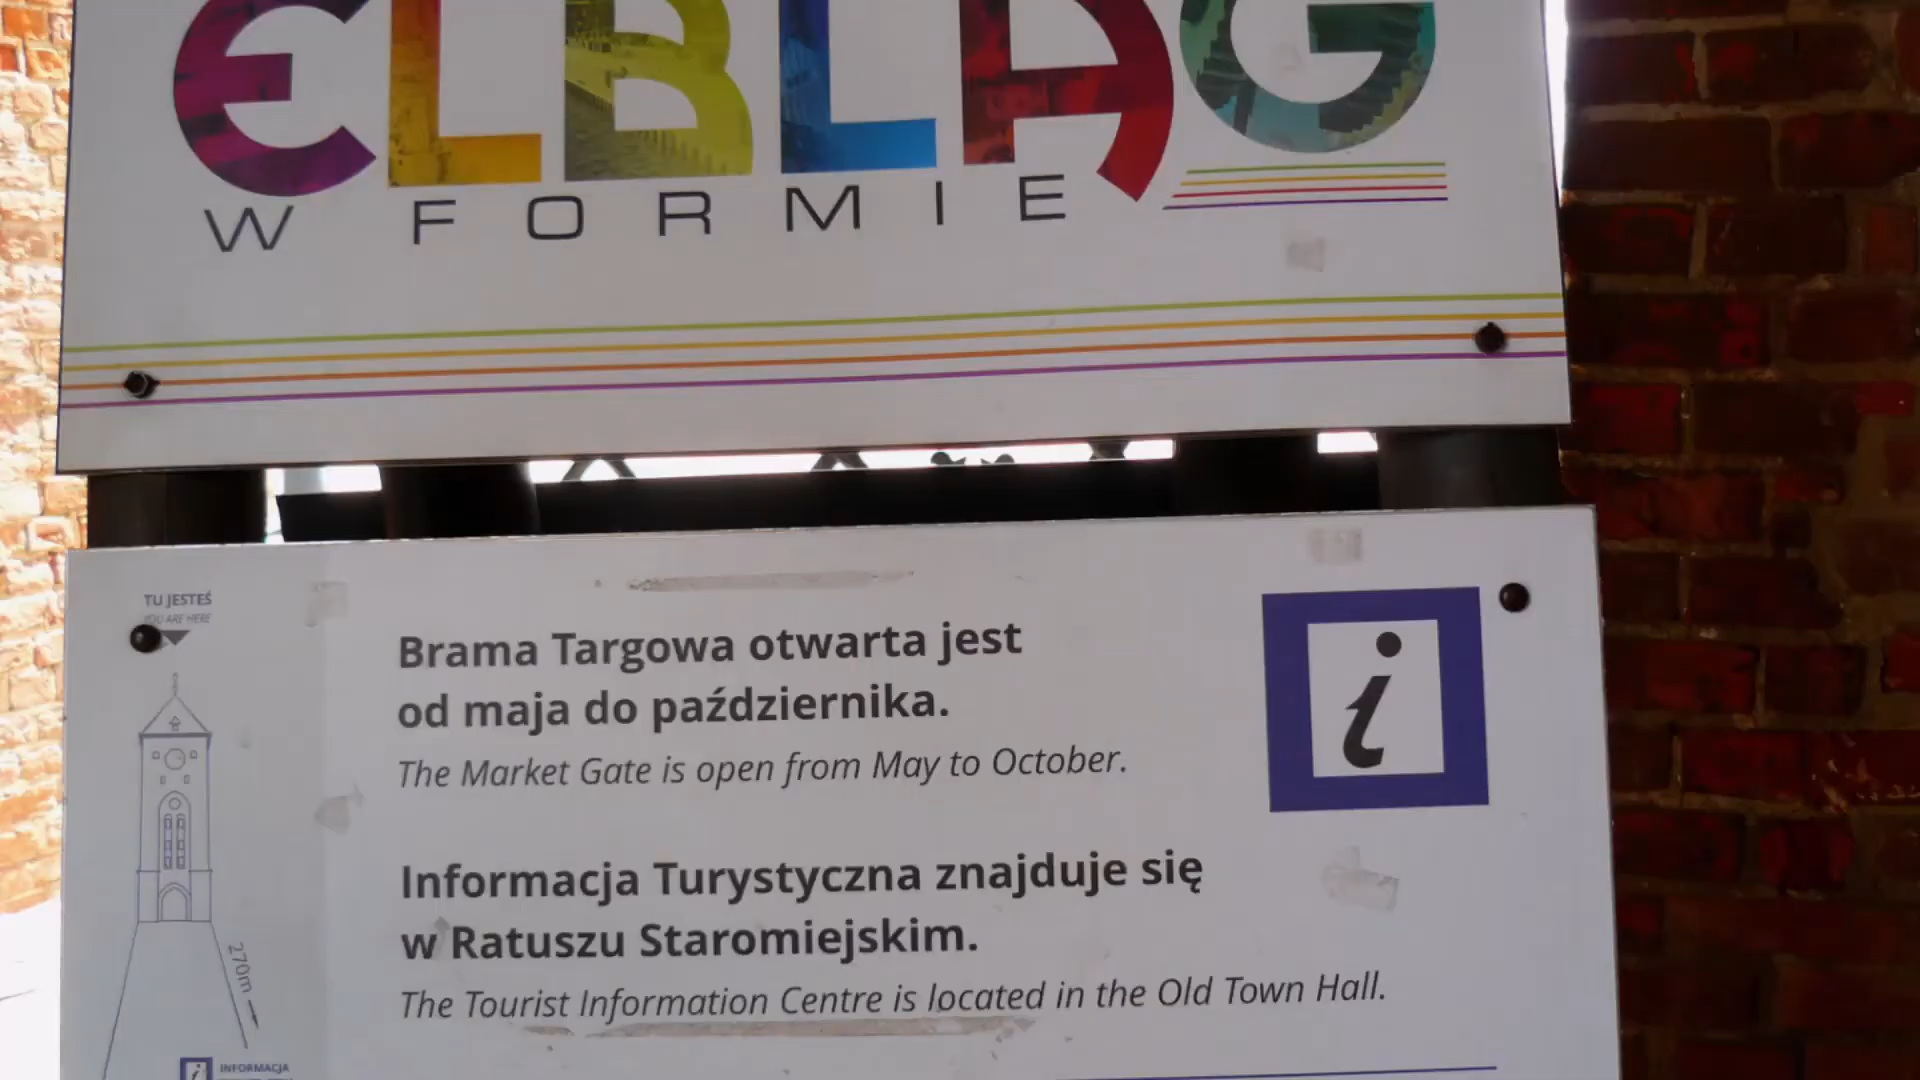 ELBLĄG
W FORMIE
TU JESTEŚ
YOU ARE HERE
Brama Targowa otwarta jest
od maja do października.
The Market Gate is open from May to October.
i
Informacja Turystyczna znajduje się
w Ratuszu Staromiejskim.
The Tourist Information Centre is located in the Old Town Hall.
270m
i INFORMACJA